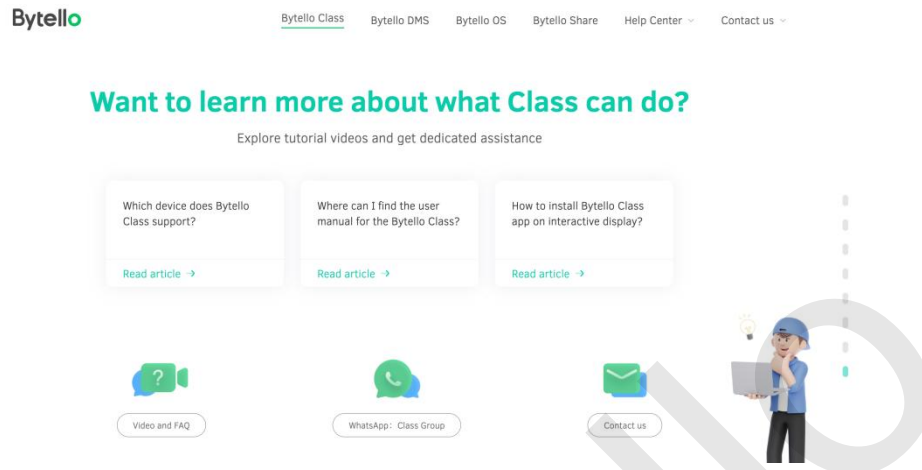 Bytello
Bytello Class Bytello DMS Bytello OS Bytello Share Help Center Contact us
Want to learn more about what Class can do?
Explore tutorial videos and get dedicated assistance
Which device does Bytello
Class support?
Read article
Where can I find the user
manual for the Bytello Class?
Read article
How to install Bytello Class
app on interactive display?
Read article
?
Video and FAQ
WhatsApp: Class Group
Contact us